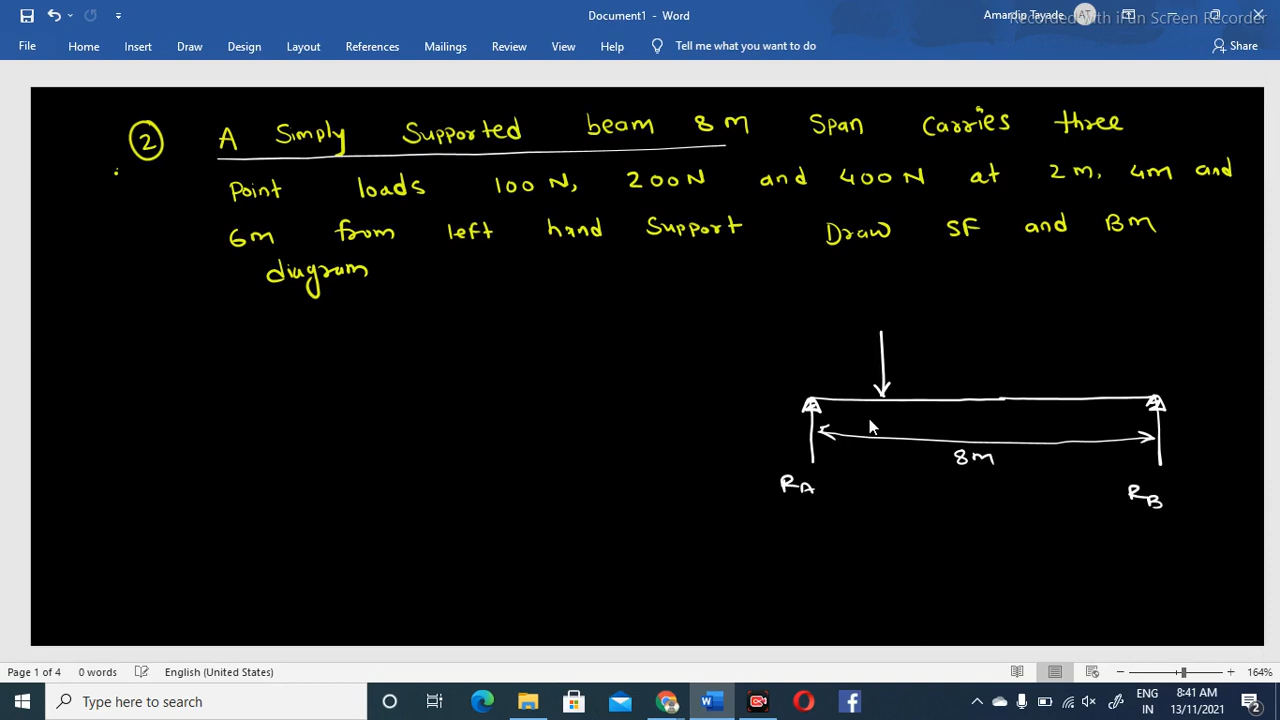 Document1 - Word
Amardip Tayade AT
Recorded with iFun Screen Recorder
File Home Insert Draw Design Layout References Mailings Review View Help Tell me what you want to do Share
2 A Simply Supported beam 8 m Span Carries three
Point loads 100 N, 200 N and 400 N at 2 m, 4m and
6m from left hand Support Draw SF and BM
diagram
8m
RA
RB
Page 1 of 4 0 words English (United States) 164%
Type here to search
ENG
IN
8:41 AM
13/11/2021
2